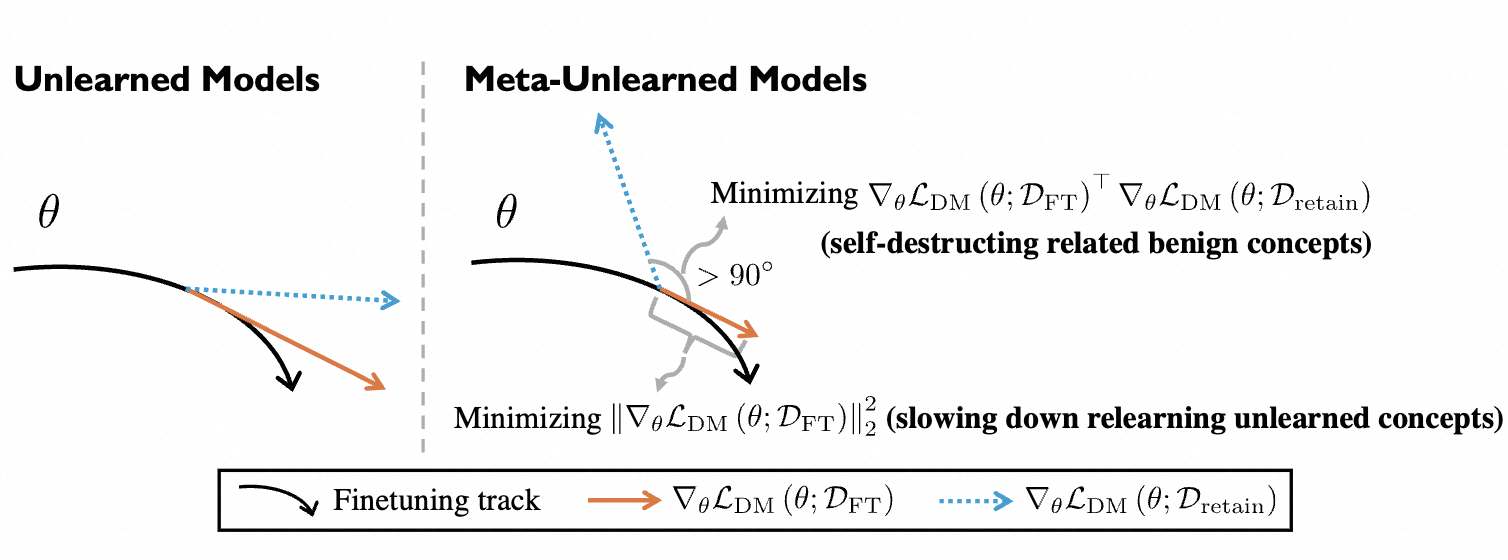 Unlearned Models
Meta-Unlearned Models
θ
θ
Minimizing ∇θℒDM (θ; 𝒟FT)⊤ ∇θℒDM (θ; 𝒟retain)
(self-destructing related benign concepts)
> 90°
Minimizing ‖∇θℒDM (θ; 𝒟FT)‖₂² (slowing down relearning unlearned concepts)
Finetuning track
∇θℒDM (θ; 𝒟FT)
∇θℒDM (θ; 𝒟retain)